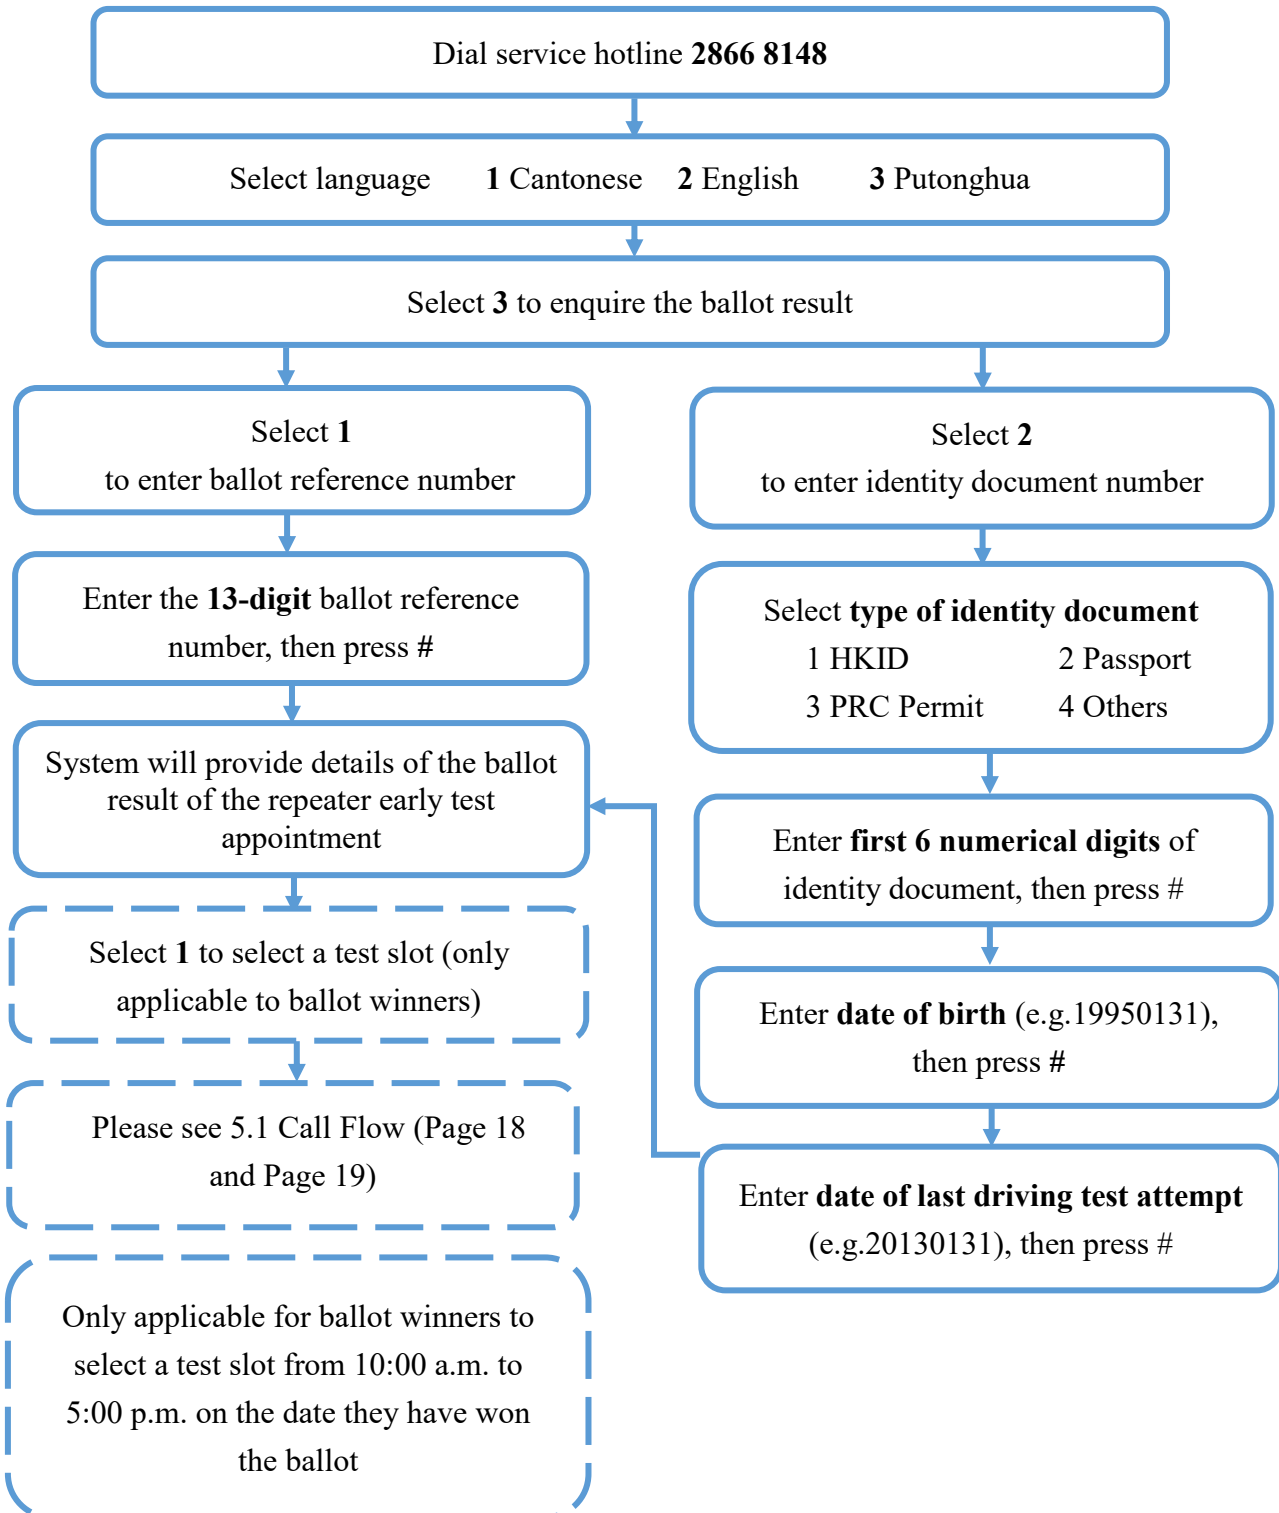 Dial service hotline 2866 8148
Select language 1 Cantonese 2 English 3 Putonghua
Select 3 to enquire the ballot result
Select 1
to enter ballot reference number
Enter the 13-digit ballot reference
number, then press #
System will provide details of the ballot
result of the repeater early test
appointment
Select 1 to select a test slot (only
applicable to ballot winners)
Please see 5.1 Call Flow (Page 18
and Page 19)
Only applicable for ballot winners to
select a test slot from 10:00 a.m. to
5:00 p.m. on the date they have won
the ballot
Select 2
to enter identity document number
Select type of identity document
1 HKID 2 Passport
3 PRC Permit 4 Others
Enter first 6 numerical digits of
identity document, then press #
Enter date of birth (e.g.19950131),
then press #
Enter date of last driving test attempt
(e.g.20130131), then press #